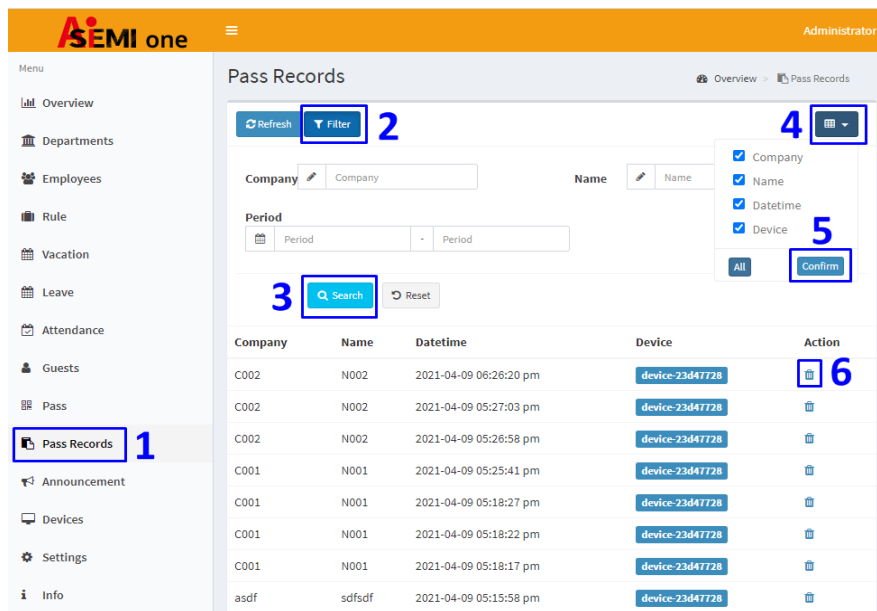 AiSEMI one
Administrator
Menu
Overview
Departments
Employees
Rule
Vacation
Leave
Attendance
Guests
Pass
Pass Records 1
Announcement
Devices
Settings
Info
Pass Records
Overview > Pass Records
Refresh Filter 2 4
Company Company Name Name
Period
Period - Period
Company
Name
Datetime
Device 5
All Confirm
3 Search Reset
Company Name Datetime Device Action
C002 N002 2021-04-09 06:26:20 pm device-23d47728 6
C002 N002 2021-04-09 05:27:03 pm device-23d47728
C002 N002 2021-04-09 05:26:58 pm device-23d47728
C001 N001 2021-04-09 05:25:41 pm device-23d47728
C001 N001 2021-04-09 05:18:27 pm device-23d47728
C001 N001 2021-04-09 05:18:22 pm device-23d47728
C001 N001 2021-04-09 05:18:17 pm device-23d47728
asdf sdfsdf 2021-04-09 05:15:58 pm device-23d47728